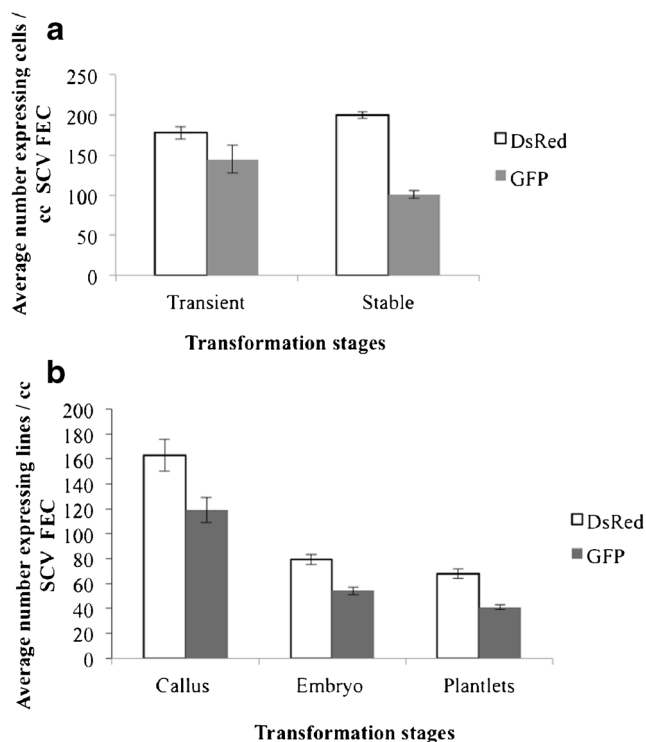 a
Average number expressing cells /
cc SCV FEC
250
200
150
100
50
0
Transient
Stable
Transformation stages
DsRed
GFP
b
Average number expressing lines / cc
SCV FEC
200
180
160
140
120
100
80
60
40
20
0
Callus
Embryo
Plantlets
Transformation stages
DsRed
GFP